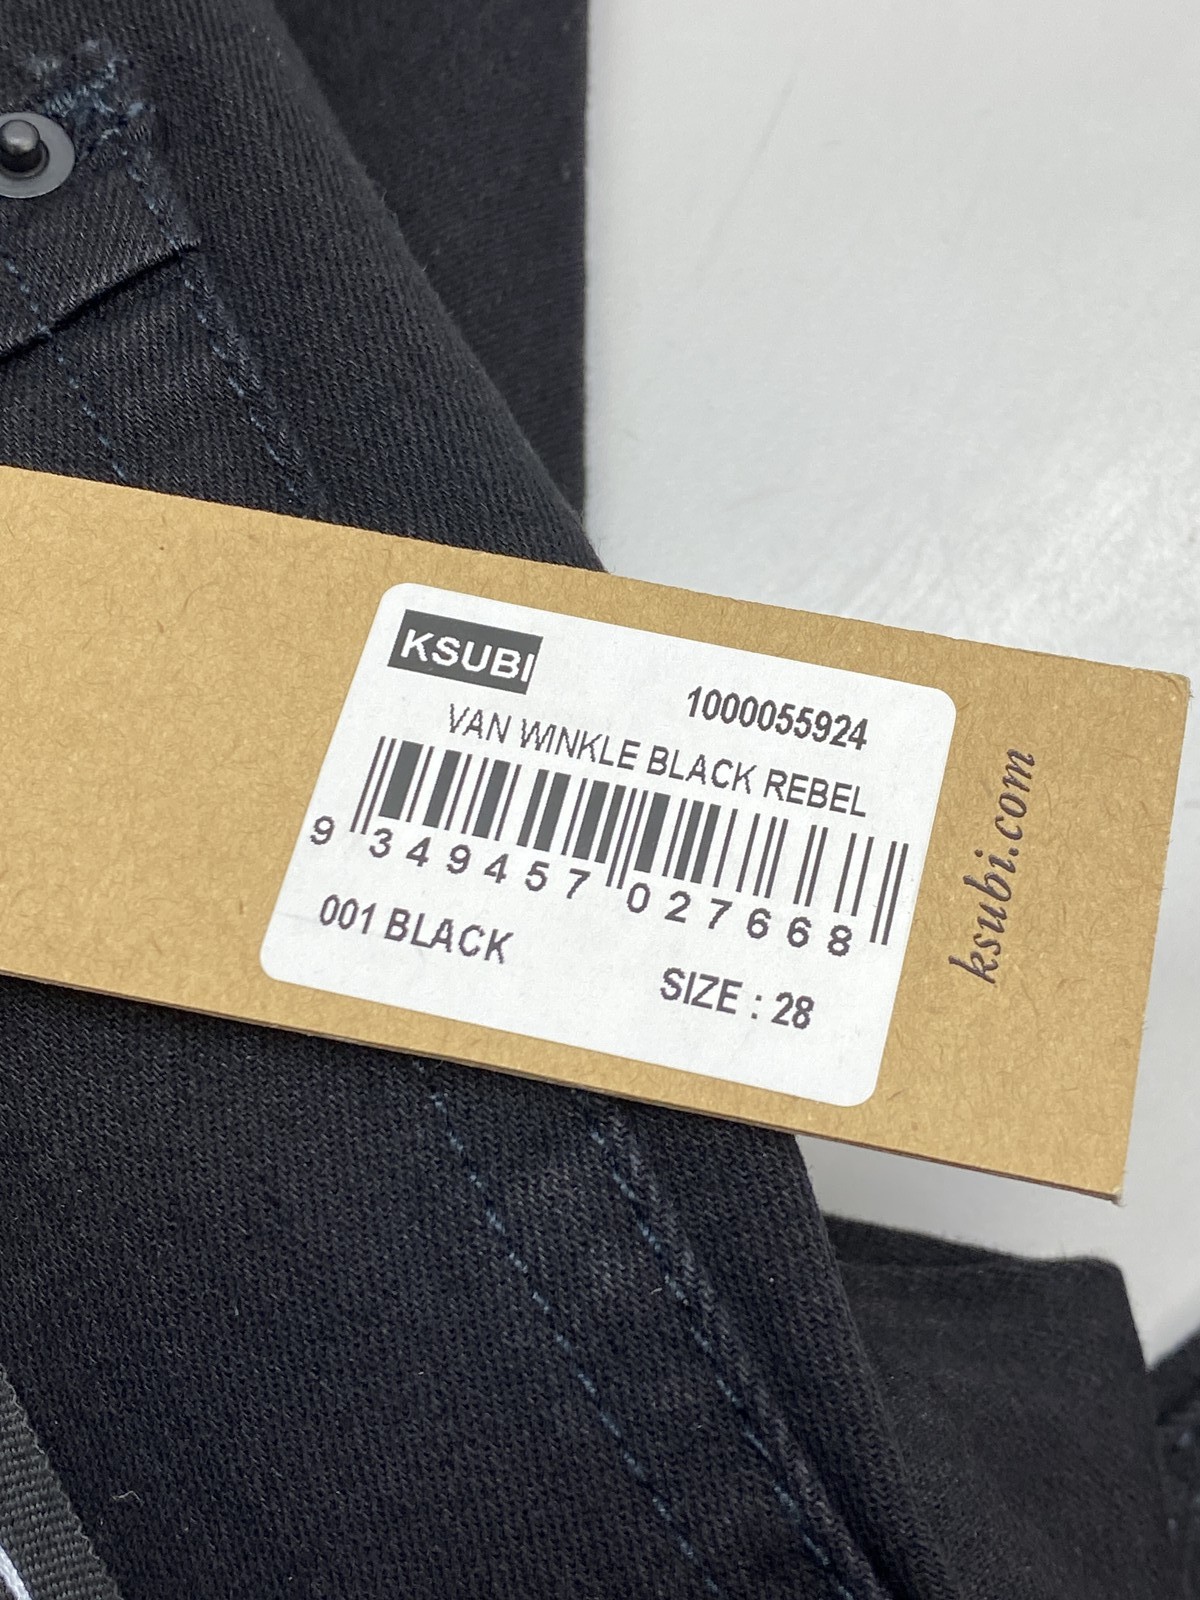 KSUBI
1000055924
VAN WINKLE BLACK REBEL
9 349457 027668
001 BLACK
SIZE : 28
ksubi.com